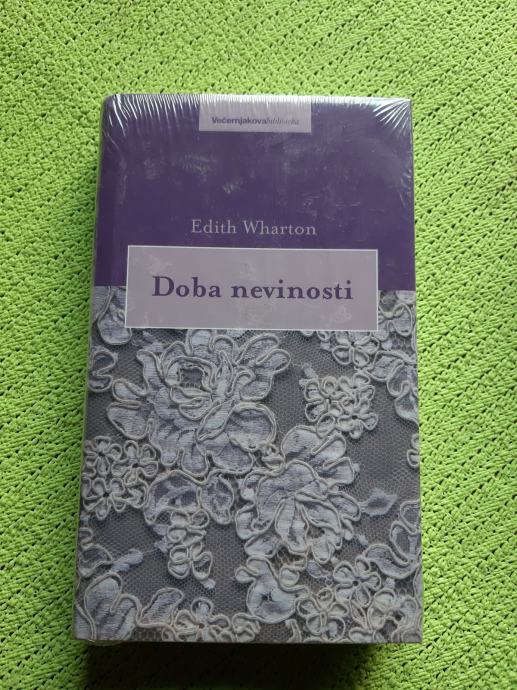 Večernjakova biblioteka
Edith Wharton
Doba nevinosti